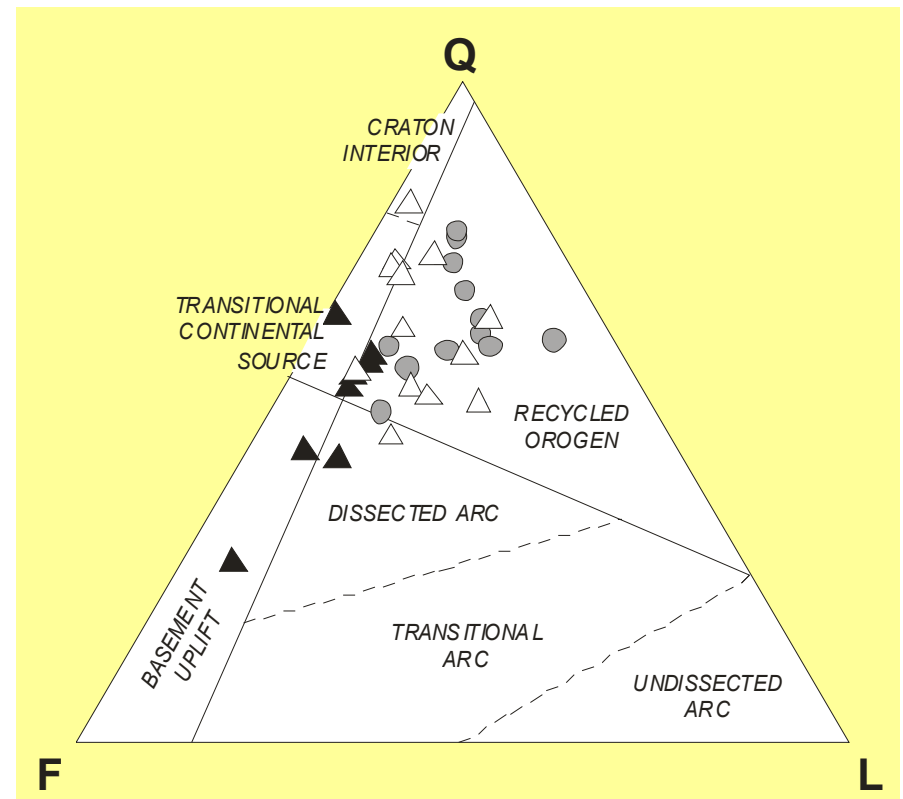 Q
CRATON
INTERIOR
TRANSITIONAL
CONTINENTAL
SOURCE
RECYCLED
OROGEN
DISSECTED ARC
BASEMENT
UPLIFT
TRANSITIONAL
ARC
UNDISSECTED
ARC
F
L